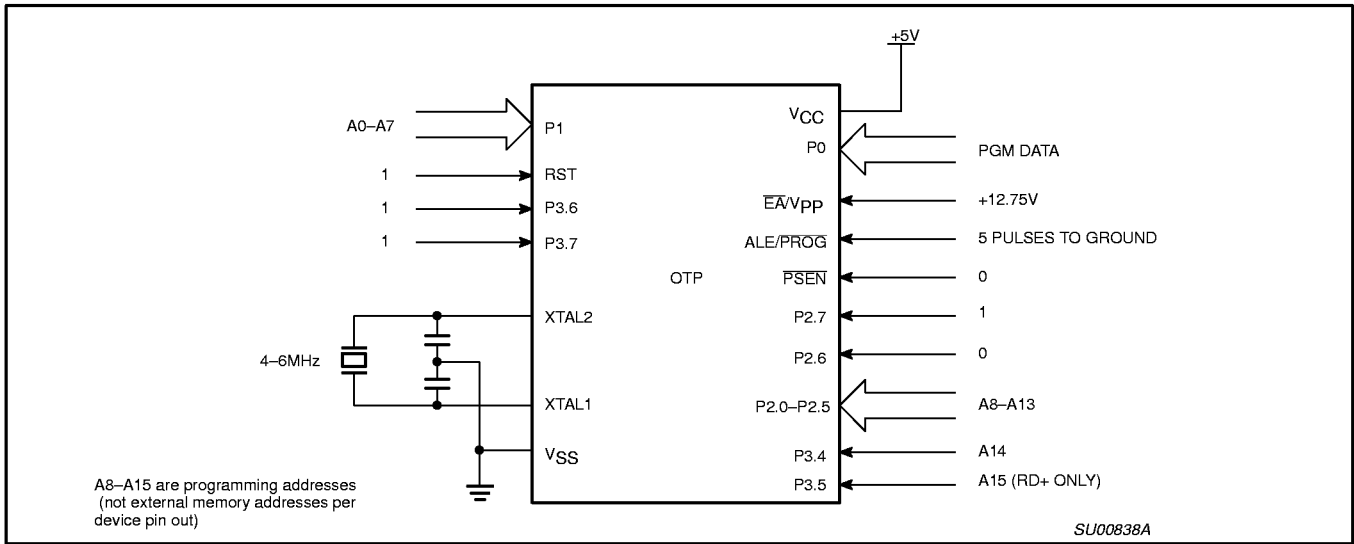 +5V
A0–A7
P1
VCC
P0
PGM DATA
1
RST
1
P3.6
EA/VPP
+12.75V
1
P3.7
ALE/PROG
5 PULSES TO GROUND
OTP
PSEN
0
XTAL2
P2.7
1
4–6MHz
P2.6
0
XTAL1
P2.0–P2.5
A8–A13
VSS
P3.4
A14
P3.5
A15 (RD+ ONLY)
A8–A15 are programming addresses
(not external memory addresses per
device pin out)
SU00838A